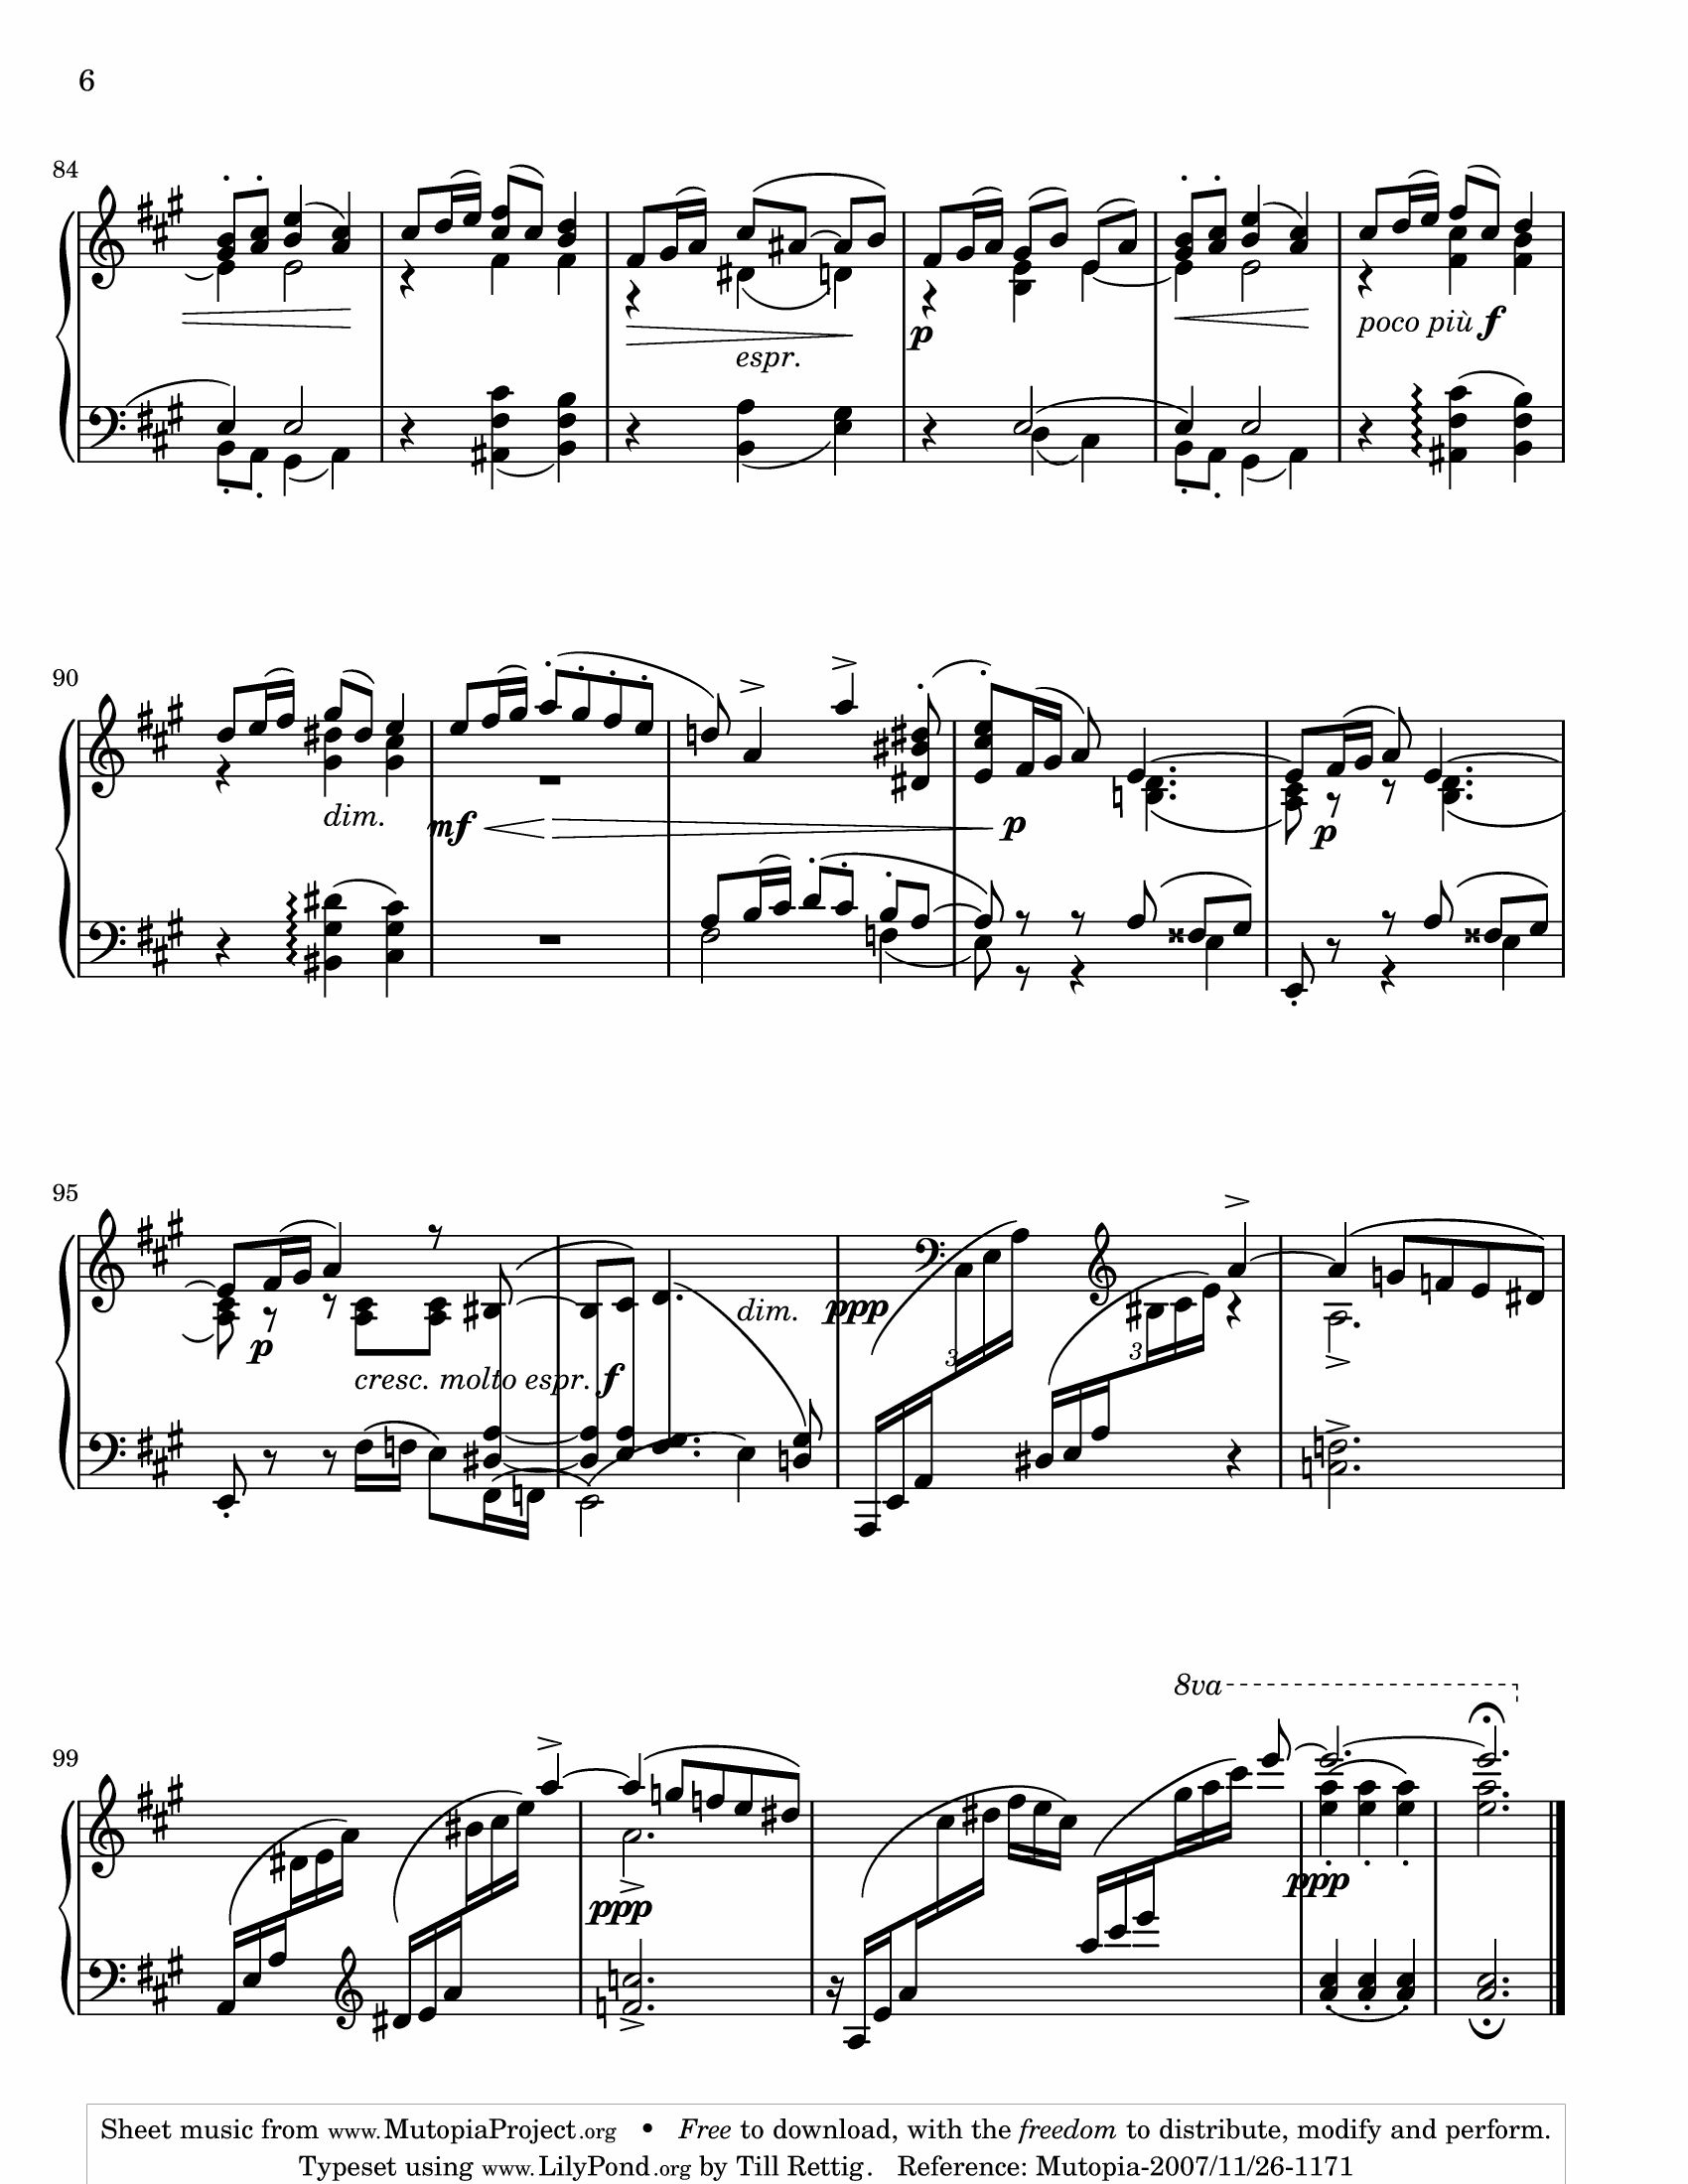 6
84
espr.
p
poco più f
90
dim.
mf
p
p
95
p
cresc. molto espr. f
dim.
ppp
3
3
8va
99
ppp
ppp
Sheet music from www.MutopiaProject.org • Free to download, with the freedom to distribute, modify and perform.
Typeset using www.LilyPond.org by Till Rettig. Reference: Mutopia-2007/11/26-1171